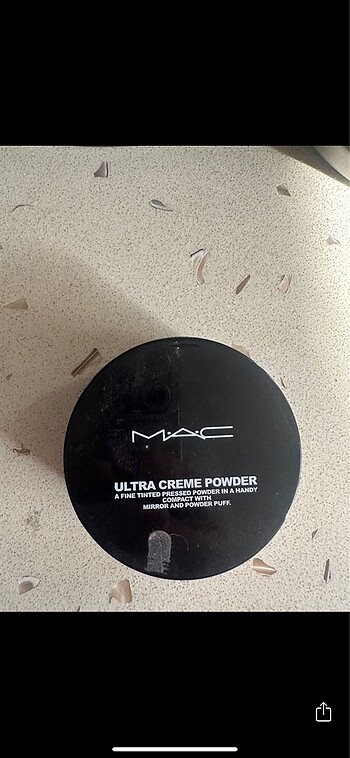 M·A·C
ULTRA CREME POWDER
A FINE TINTED PRESSED POWDER IN A HANDY
COMPACT WITH
MIRROR AND POWDER PUFF.